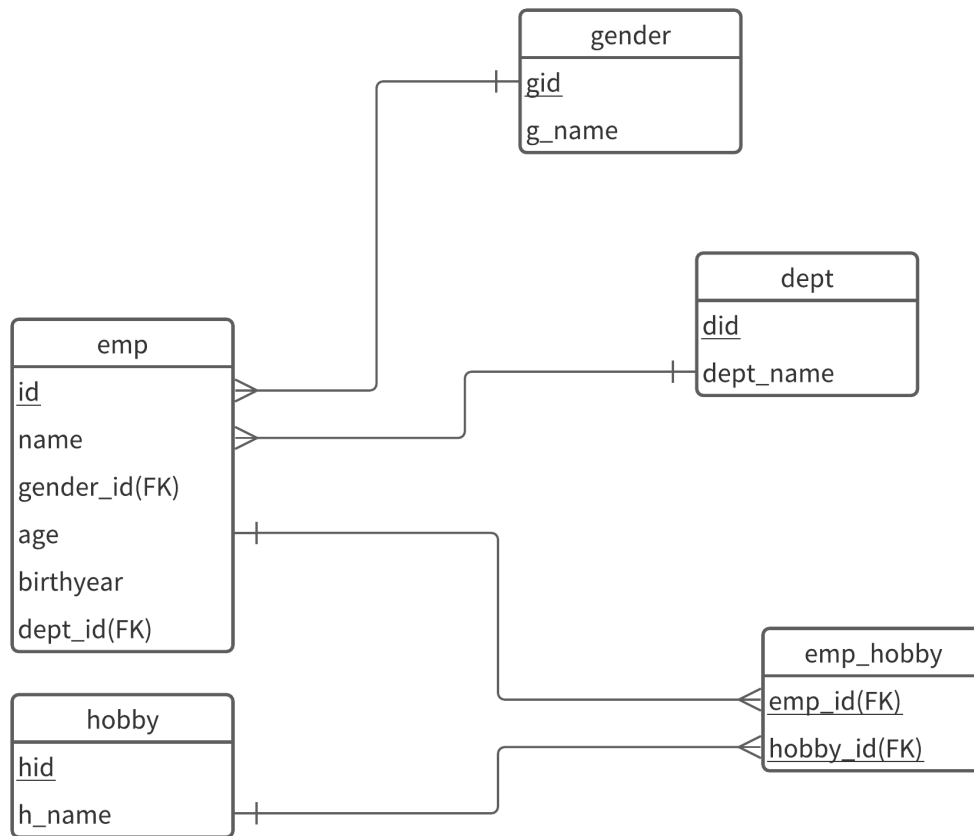 gender
gid
g_name
dept
did
dept_name
emp
id
name
gender_id(FK)
age
birthyear
dept_id(FK)
emp_hobby
emp_id(FK)
hobby_id(FK)
hobby
hid
h_name